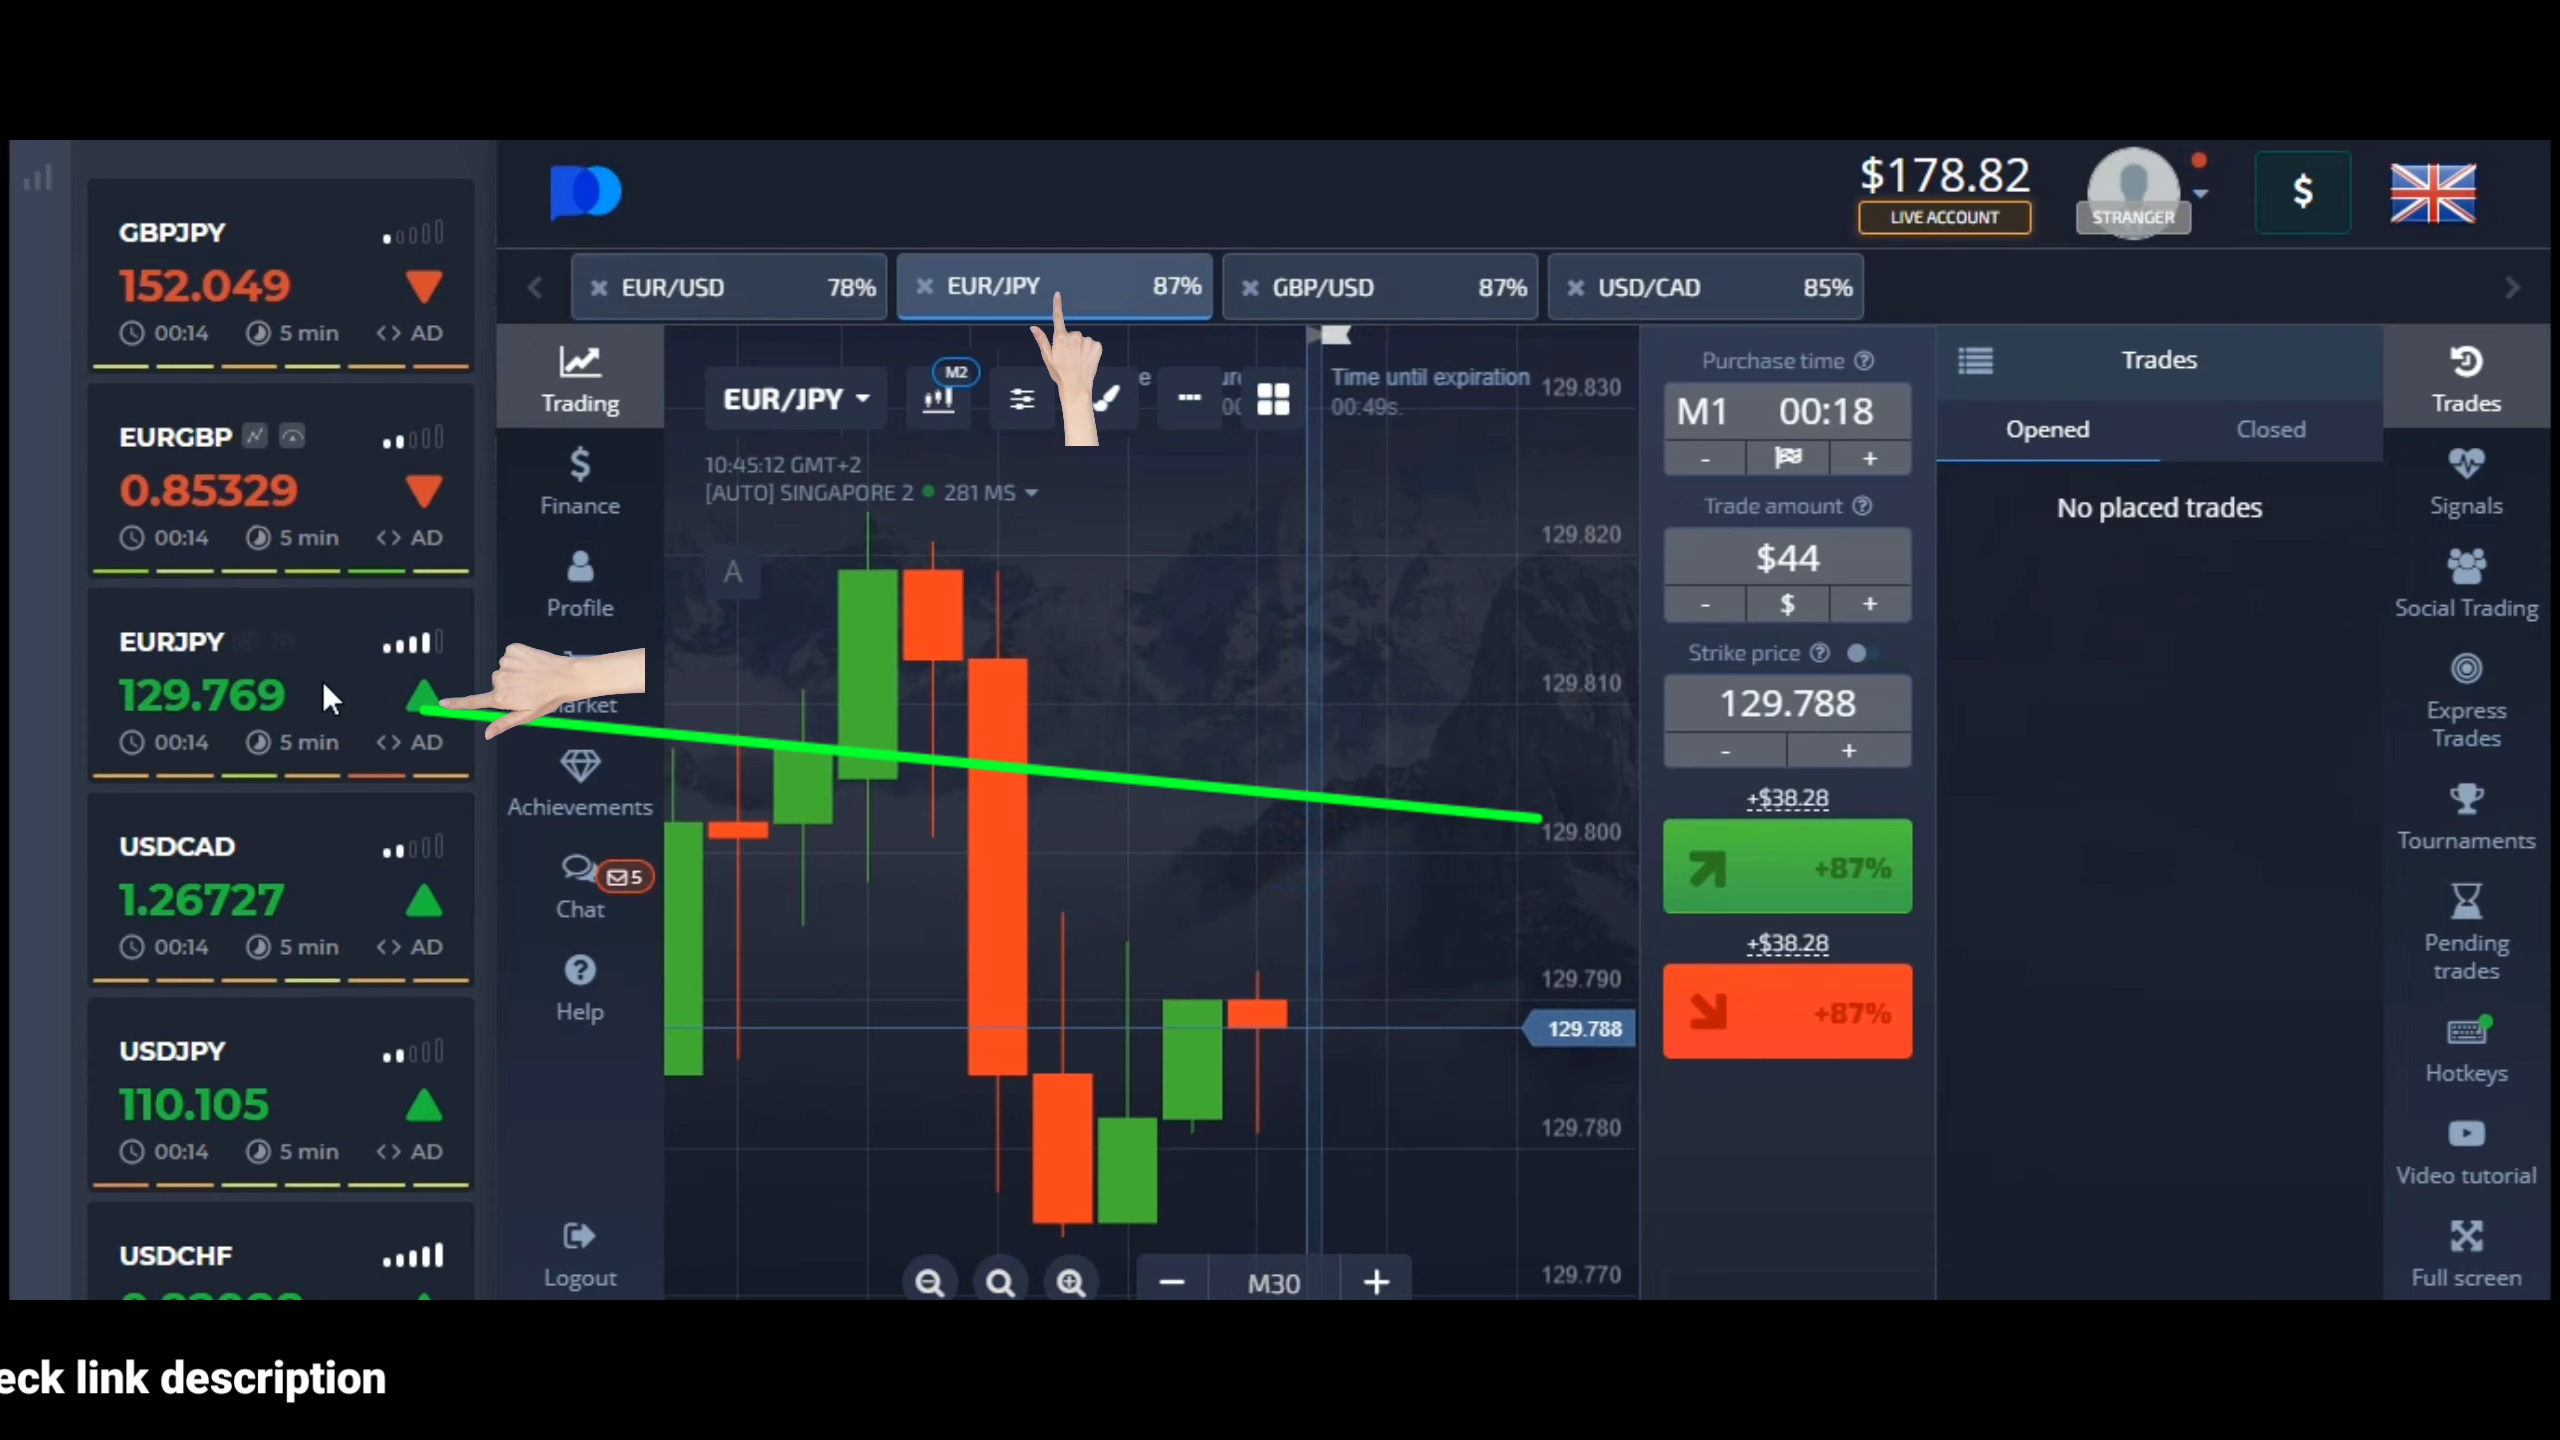 GBPJPY
152.049
00:14 5 min <> AD
EURGBP
0.85329
00:14 5 min <> AD
EURJPY
129.769
00:14 5 min <> AD
USDCAD
1.26727
00:14 5 min <> AD
USDJPY
110.105
00:14 5 min <> AD
USDCHF
$178.82
LIVE ACCOUNT
STRANGER
$
EUR/USD 78%
EUR/JPY 87%
GBP/USD 87%
USD/CAD 85%
Trading
Finance
Profile
Achievements
Chat
5
Help
Logout
EUR/JPY
M2
10:45:12 GMT+2
[AUTO] SINGAPORE 2 281 MS
A
Time until expiration
00:49s.
129.830
129.820
129.810
129.800
129.790
129.788
129.780
129.770
M30
Purchase time
M1 00:18
- +
Trade amount
$44
- $ +
Strike price
129.788
- +
+$38.28
+87%
+$38.28
+87%
Trades
Opened Closed
No placed trades
Trades
Signals
Social Trading
Express
Trades
Tournaments
Pending
trades
Hotkeys
Video tutorial
Full screen
link description